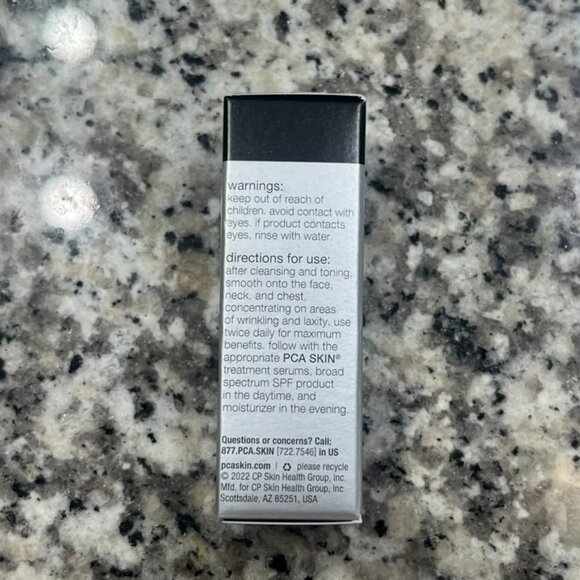 warnings:
keep out of reach of
children. avoid contact with
eyes. if product contacts
eyes, rinse with water.
directions for use:
after cleansing and toning,
smooth onto the face,
neck, and chest,
concentrating on areas
of wrinkling and laxity. use
twice daily for maximum
benefits. follow with the
appropriate PCA SKIN®
treatment serums, broad
spectrum SPF product
in the daytime, and
moisturizer in the evening.
Questions or concerns? Call:
877.PCA.SKIN [722.7546] in US
pcaskin.com | please recycle
© 2022 CP Skin Health Group, Inc.
Mfd. for CP Skin Health Group, Inc
Scottsdale, AZ 85251, USA